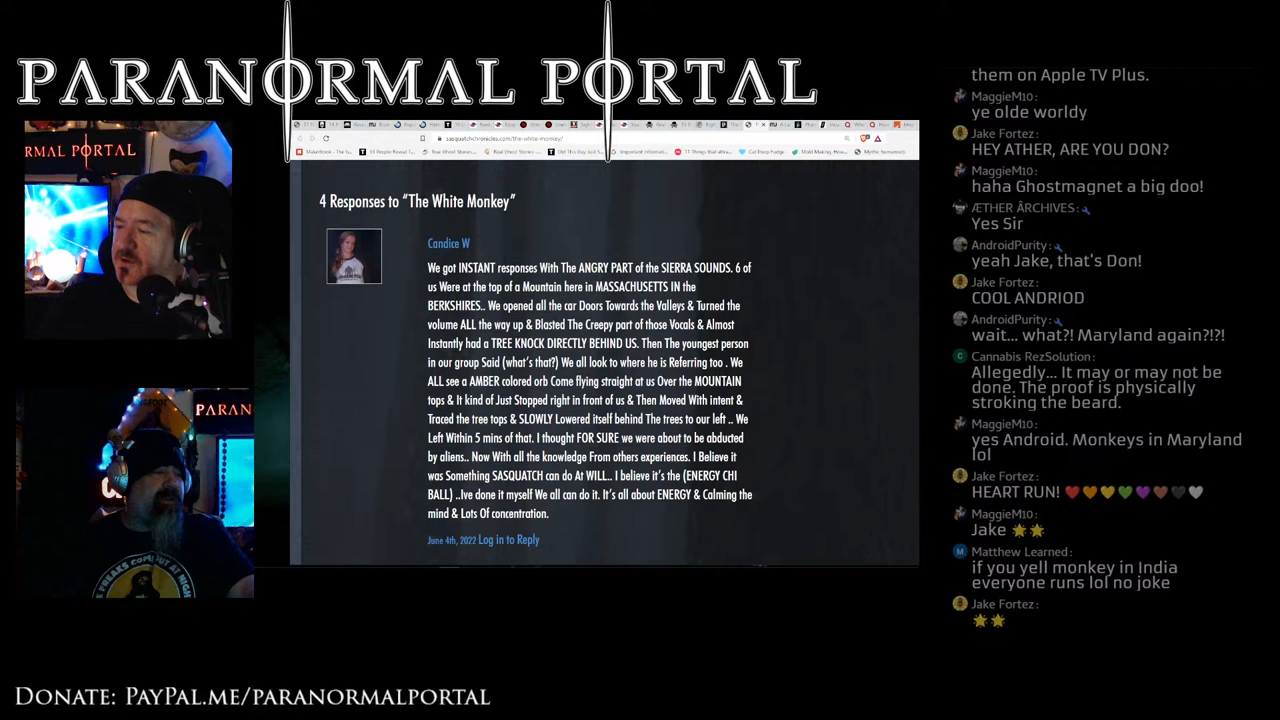 PARANORMAL PORTAL
RMAL PORTAL
PARAN
FREAKS COME OUT AT NIGHT
sasquatchchronicles.com/the-white-monkey/
4 Responses to “The White Monkey”
Candice W
We got INSTANT responses With The ANGRY PART of the SIERRA SOUNDS. 6 of
us Were at the top of a Mountain here in MASSACHUSETTS IN the
BERKSHIRES.. We opened all the car Doors Towards the Valleys & Turned the
volume ALL the way up & Blasted The Creepy part of those Vocals & Almost
Instantly had a TREE KNOCK DIRECTLY BEHIND US. Then The youngest person
in our group Said (what’s that?) We all look to where he is Referring too . We
ALL see a AMBER colored orb Come flying straight at us Over the MOUNTAIN
tops & It kind of Just Stopped right in front of us & Then Moved With intent &
Traced the tree tops & SLOWLY Lowered itself behind The trees to our left .. We
Left Within 5 mins of that. I thought FOR SURE we were about to be abducted
by aliens.. Now With all the knowledge From others experiences. I Believe it
was Something SASQUATCH can do At WILL.. I believe it’s the (ENERGY CHI
BALL) ..Ive done it myself We all can do it. It’s all about ENERGY & Calming the
mind & Lots Of concentration.
June 4th, 2022 Log in to Reply
them on Apple TV Plus.
MaggieM10:
ye olde worldy
Jake Fortez:
HEY ATHER, ARE YOU DON?
MaggieM10:
haha Ghostmagnet a big doo!
ÆTHER ÂRCHIVES:
Yes Sir
AndroidPurity:
yeah Jake, that's Don!
Jake Fortez:
COOL ANDRIOD
AndroidPurity:
wait... what?! Maryland again?!?!
Cannabis RezSolution:
Allegedly... It may or may not be
done. The proof is physically
stroking the beard.
MaggieM10:
yes Android. Monkeys in Maryland
lol
Jake Fortez:
HEART RUN! ❤️🧡💛💚💜🤎🖤🤍
MaggieM10:
Jake 🌟🌟
Matthew Learned:
if you yell monkey in India
everyone runs lol no joke
Jake Fortez:
🌟🌟
DONATE: PAYPAL.ME/PARANORMALPORTAL